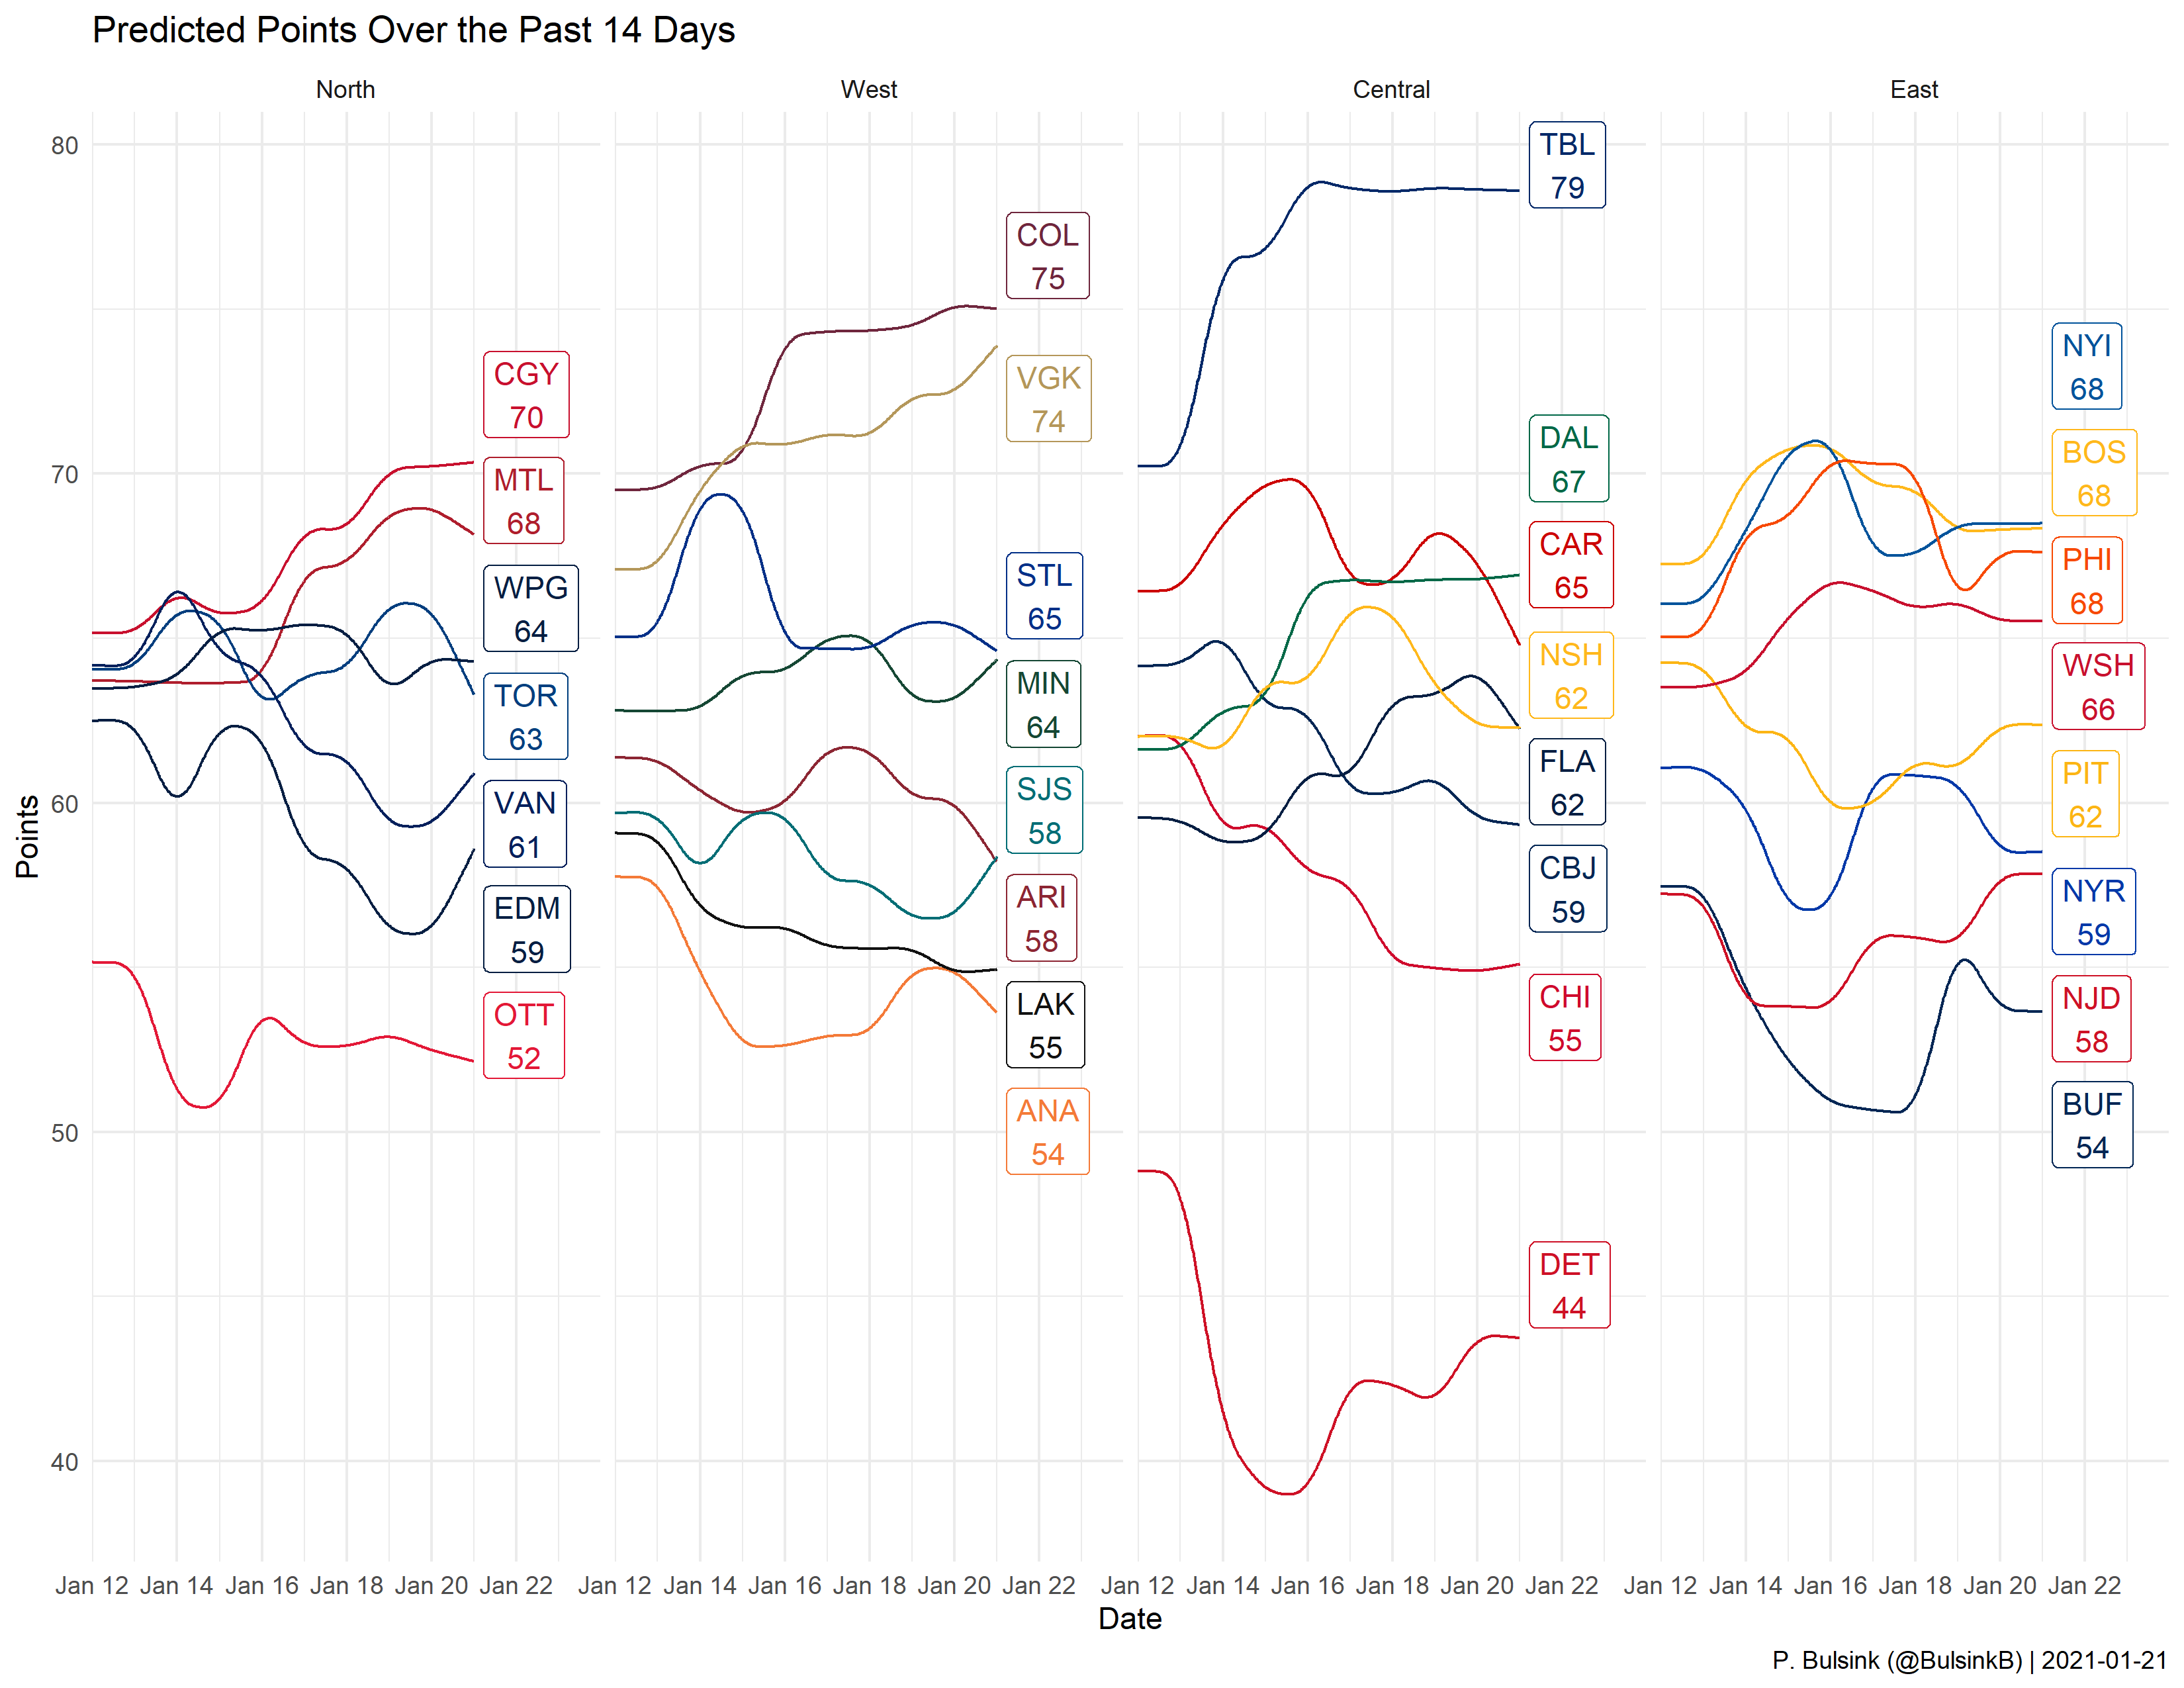 Predicted Points Over the Past 14 Days
North
West
Central
East
Points
80
70
60
50
40
CGY
70
MTL
68
WPG
64
TOR
63
VAN
61
EDM
59
OTT
52
COL
75
VGK
74
STL
65
MIN
64
SJS
58
ARI
58
LAK
55
ANA
54
TBL
79
DAL
67
CAR
65
NSH
62
FLA
62
CBJ
59
CHI
55
DET
44
NYI
68
BOS
68
PHI
68
WSH
66
PIT
62
NYR
59
NJD
58
BUF
54
Jan 12 Jan 14 Jan 16 Jan 18 Jan 20 Jan 22 Jan 12 Jan 14 Jan 16 Jan 18 Jan 20 Jan 22 Jan 12 Jan 14 Jan 16 Jan 18 Jan 20 Jan 22 Jan 12 Jan 14 Jan 16 Jan 18 Jan 20 Jan 22
Date
P. Bulsink (@BulsinkB) | 2021-01-21